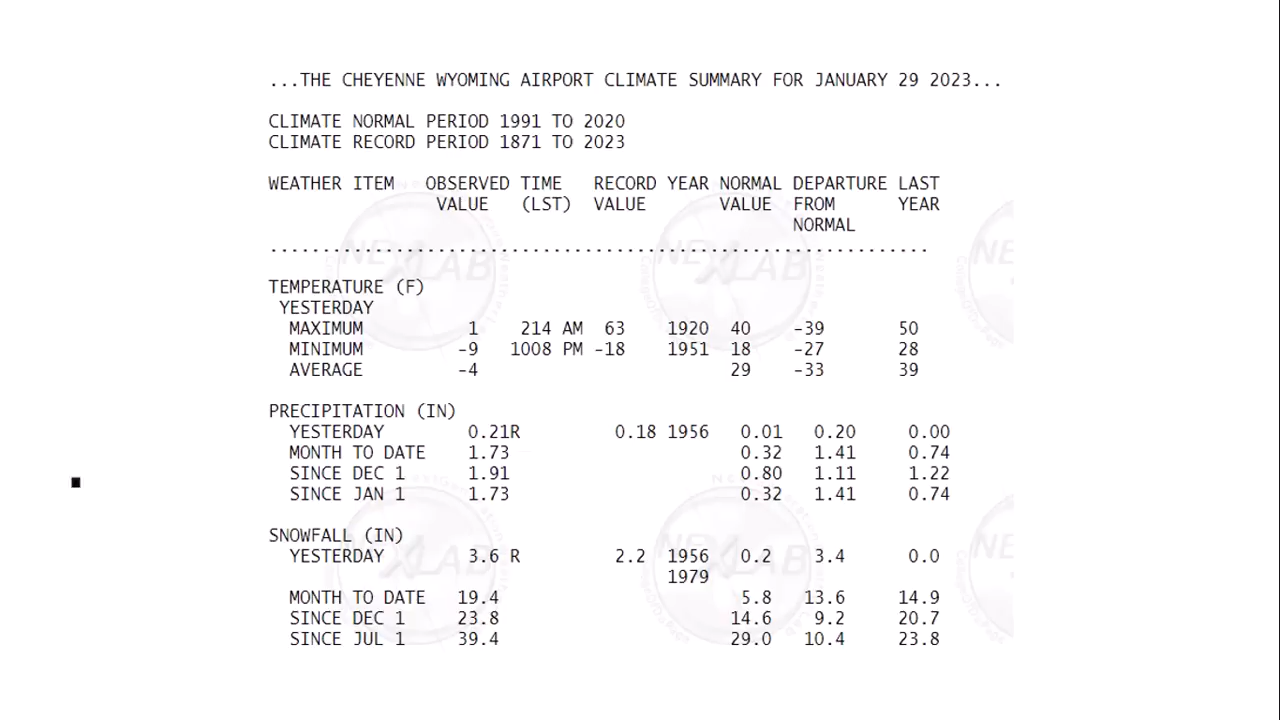 ...THE CHEYENNE WYOMING AIRPORT CLIMATE SUMMARY FOR JANUARY 29 2023...
CLIMATE NORMAL PERIOD 1991 TO 2020
CLIMATE RECORD PERIOD 1871 TO 2023
WEATHER ITEM OBSERVED TIME RECORD YEAR NORMAL DEPARTURE LAST
VALUE (LST) VALUE VALUE FROM YEAR
NORMAL
...............................................................
TEMPERATURE (F)
YESTERDAY
MAXIMUM 1 214 AM 63 1920 40 -39 50
MINIMUM -9 1008 PM -18 1951 18 -27 28
AVERAGE -4 29 -33 39
PRECIPITATION (IN)
YESTERDAY 0.21R 0.18 1956 0.01 0.20 0.00
MONTH TO DATE 1.73 0.32 1.41 0.74
SINCE DEC 1 1.91 0.80 1.11 1.22
SINCE JAN 1 1.73 0.32 1.41 0.74
SNOWFALL (IN)
YESTERDAY 3.6 R 2.2 1956 0.2 3.4 0.0
1979
MONTH TO DATE 19.4 5.8 13.6 14.9
SINCE DEC 1 23.8 14.6 9.2 20.7
SINCE JUL 1 39.4 29.0 10.4 23.8
NEXLAB
NEXLAB
NEXLAB
NEXLAB